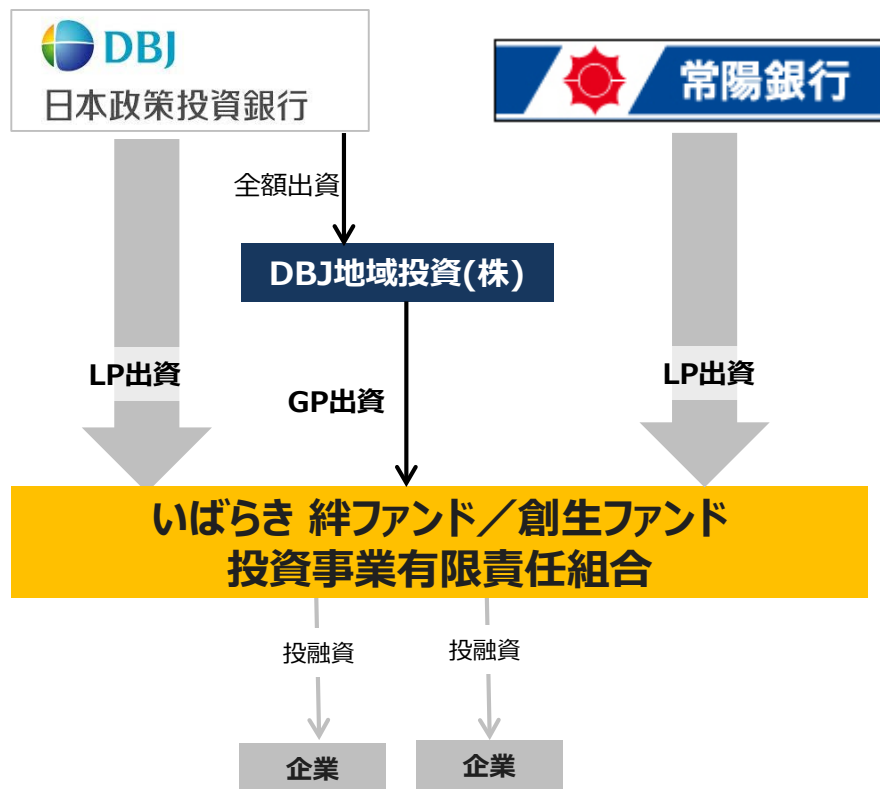 DBJ
日本政策投資銀行
常陽銀行
全額出資
DBJ地域投資(株)
LP出資
GP出資
LP出資
いばらき 絆ファンド／創生ファンド
投資事業有限責任組合
投融資
投融資
企業
企業